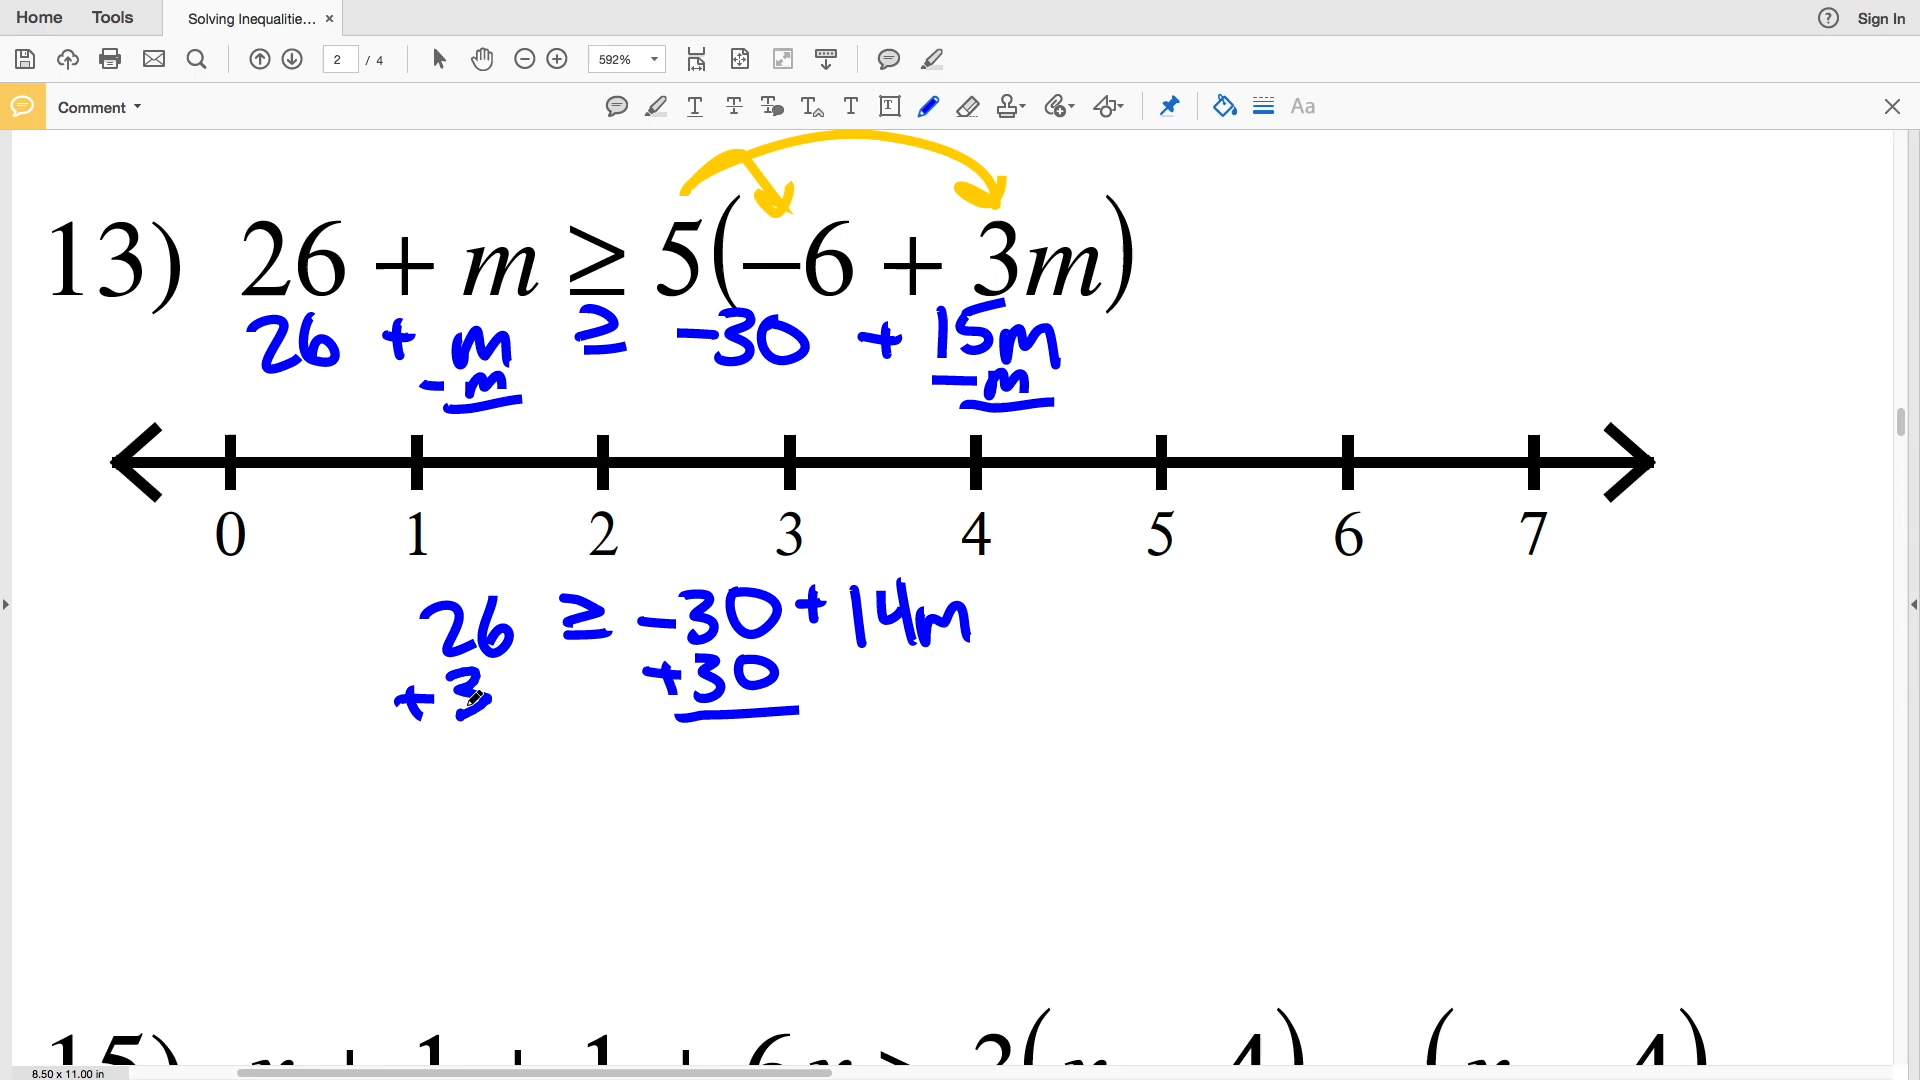 Home Tools Solving Inequalitie... × Sign In
2 / 4 592%
Comment Aa
13) 26 + m ≥ 5(−6 + 3m)
26 + m ≥ -30 + 15m
- m - m
0 1 2 3 4 5 6 7
26 ≥ -30 + 14m
+3 +30
8.50 x 11.00 in